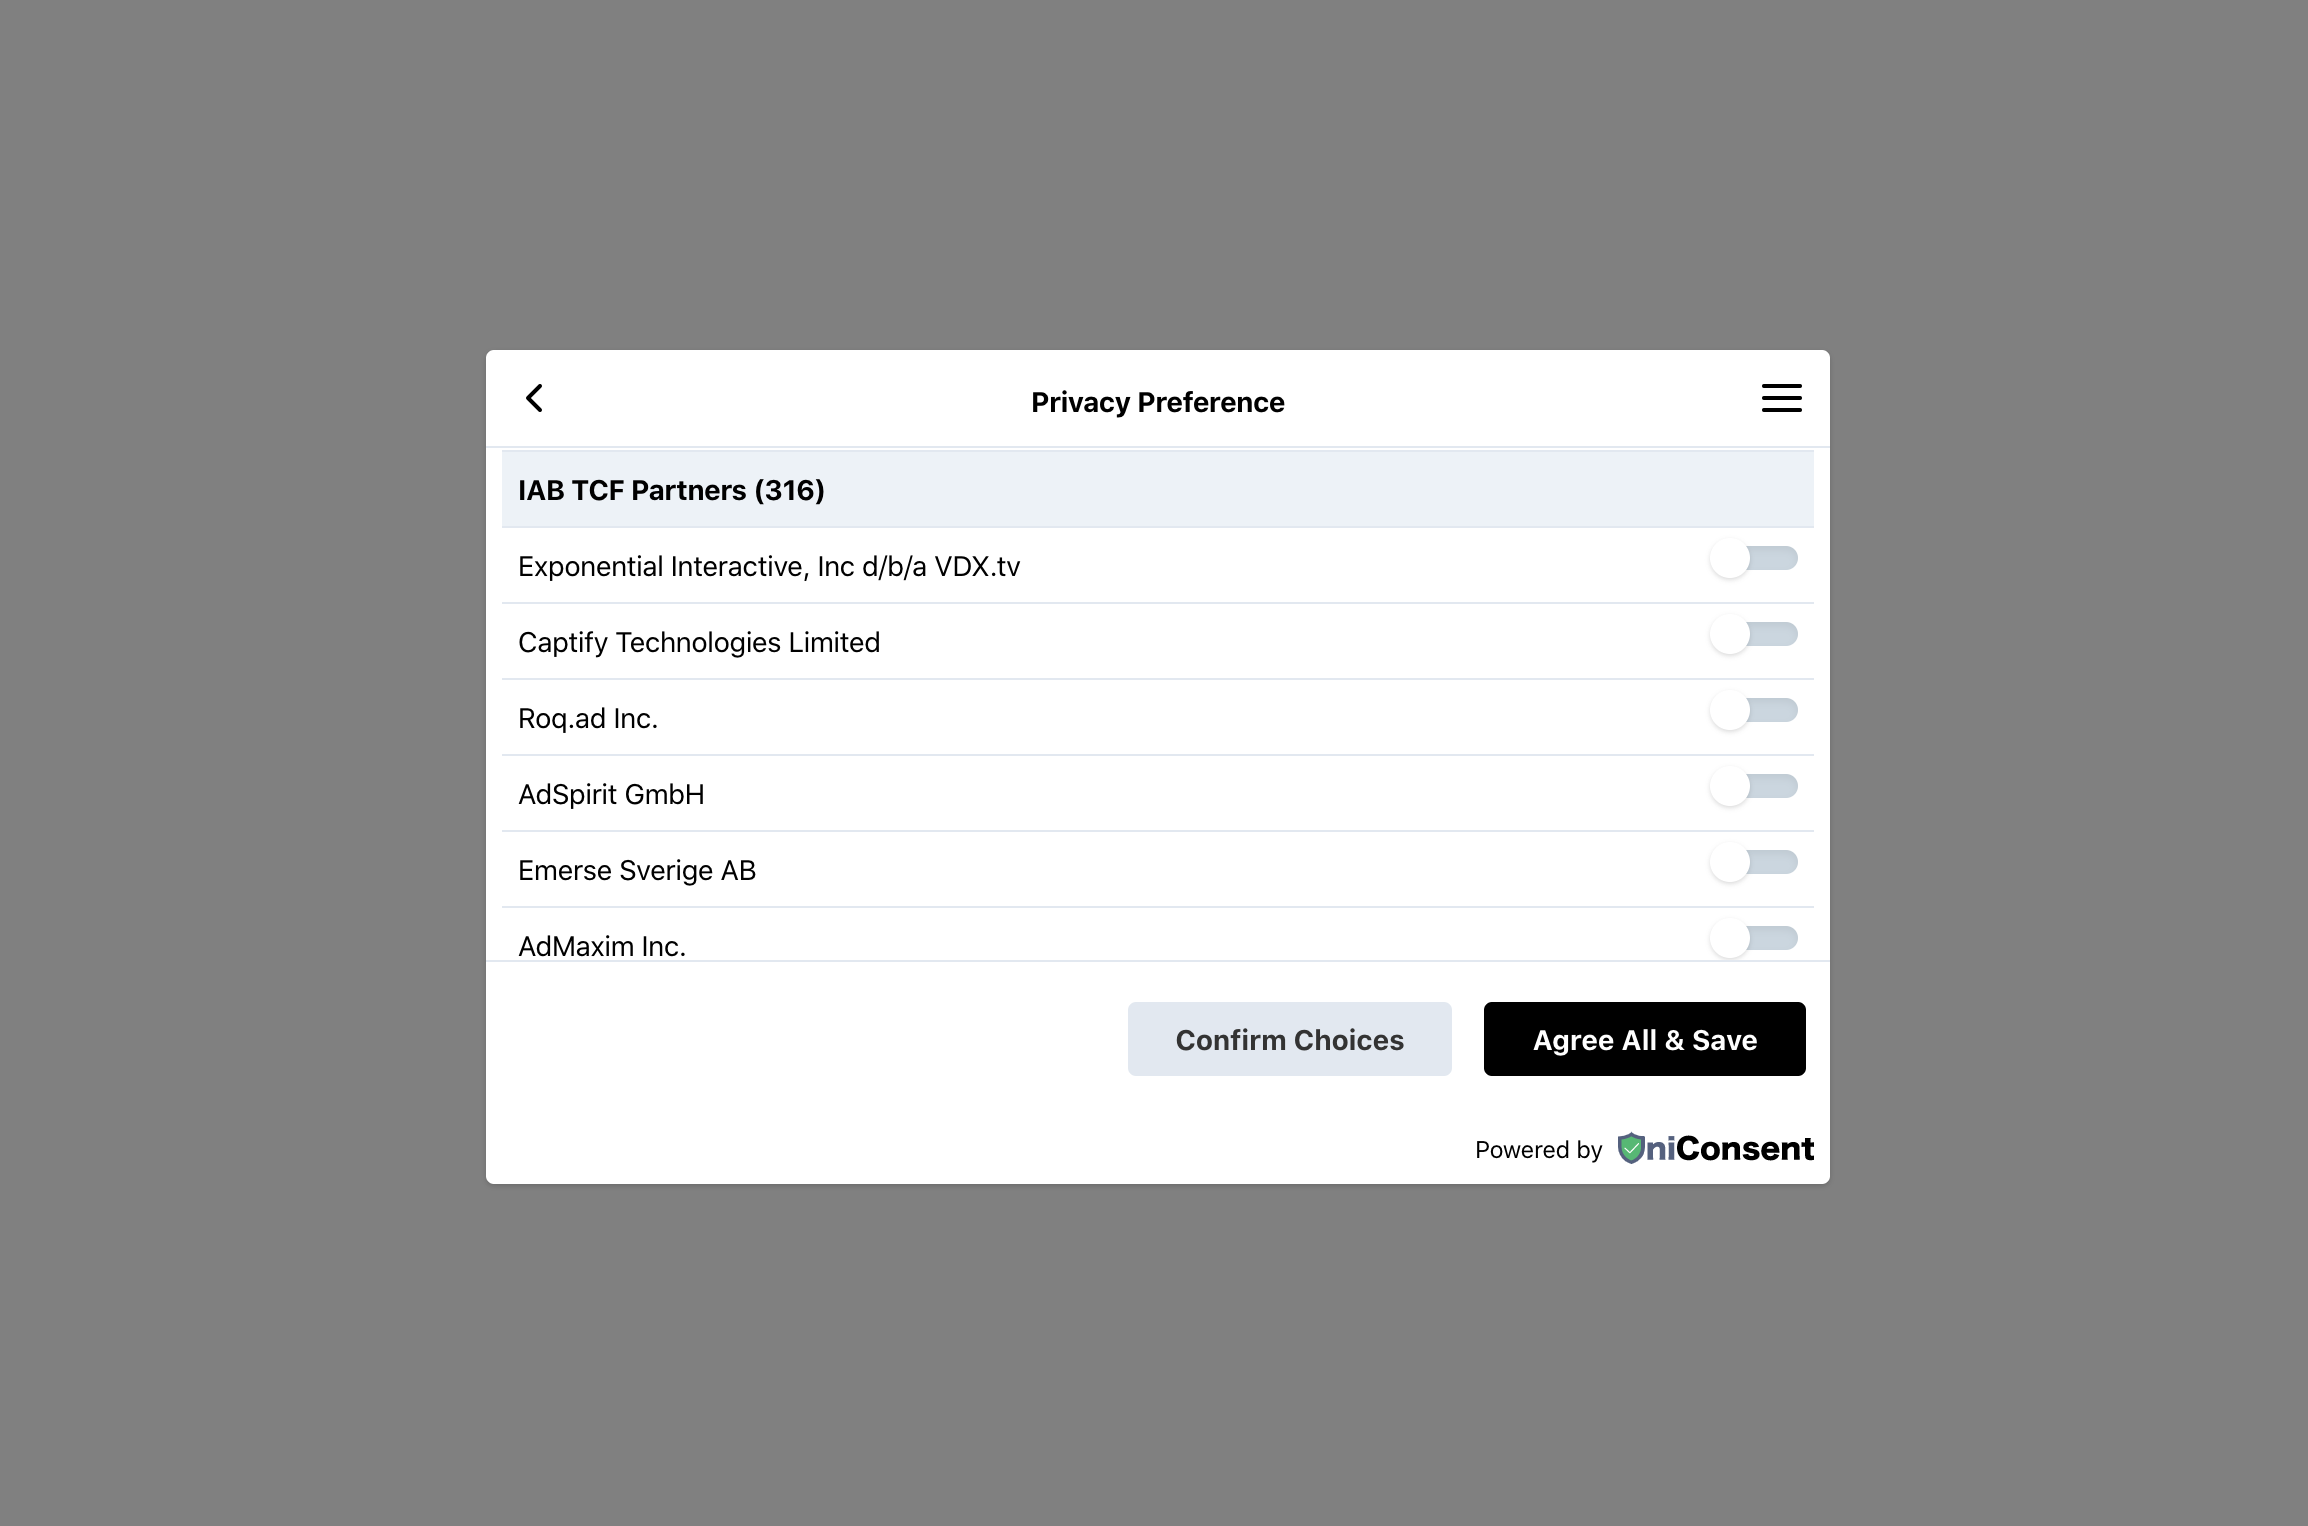 Privacy Preference
IAB TCF Partners (316)
Exponential Interactive, Inc d/b/a VDX.tv
Captify Technologies Limited
Roq.ad Inc.
AdSpirit GmbH
Emerse Sverige AB
AdMaxim Inc.
Confirm Choices
Agree All & Save
Powered by UniConsent